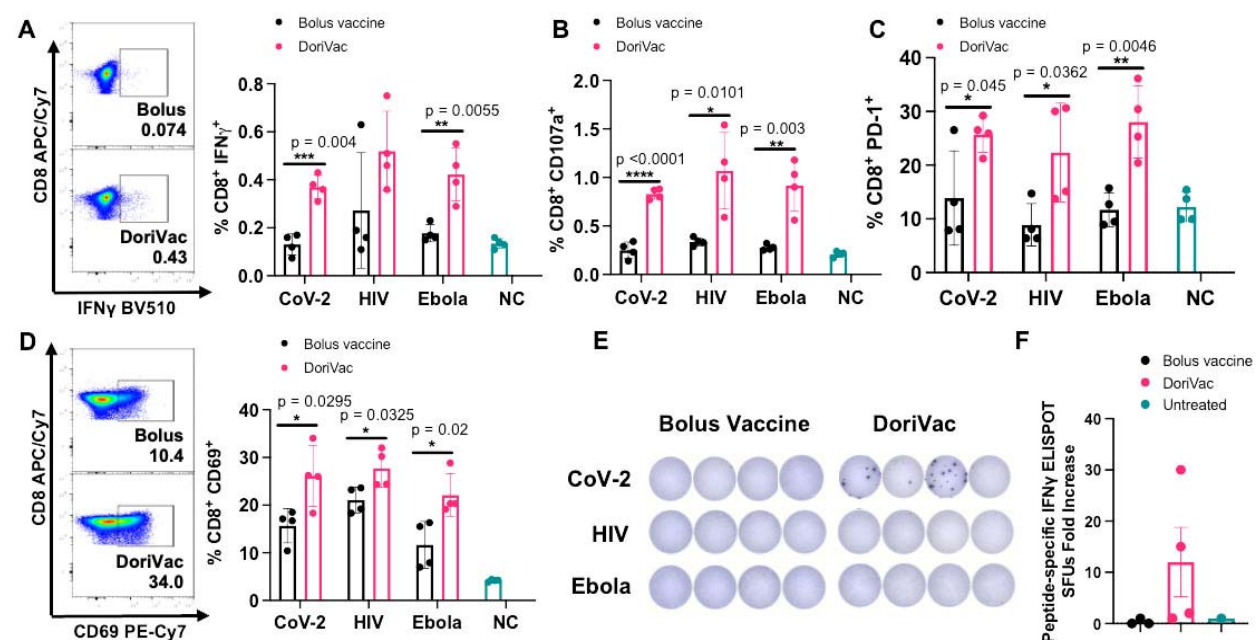 A
Bolus vaccine
DoriVac
CD8 APC/Cy7
Bolus
0.074
DoriVac
0.43
IFNγ BV510
% CD8⁺ IFNγ⁺
0.8
0.6
0.4
0.2
0.0
p = 0.004
***
p = 0.0055
**
CoV-2 HIV Ebola NC
B
Bolus vaccine
DoriVac
% CD8⁺ CD107a⁺
2.0
1.5
1.0
0.5
0.0
p <0.0001
****
p = 0.0101
*
p = 0.003
**
CoV-2 HIV Ebola NC
C
Bolus vaccine
DoriVac
% CD8⁺ PD-1⁺
40
30
20
10
0
p = 0.045
*
p = 0.0362
*
p = 0.0046
**
CoV-2 HIV Ebola NC
D
Bolus vaccine
DoriVac
CD8 APC/Cy7
Bolus
10.4
DoriVac
34.0
CD69 PE-Cy7
% CD8⁺ CD69⁺
40
30
20
10
0
p = 0.0295
*
p = 0.0325
*
p = 0.02
*
CoV-2 HIV Ebola NC
E
Bolus Vaccine DoriVac
CoV-2
HIV
Ebola
F
Bolus vaccine
DoriVac
Untreated
Peptide-specific IFNγ ELISPOT
SFUs Fold Increase
40
30
20
10
0